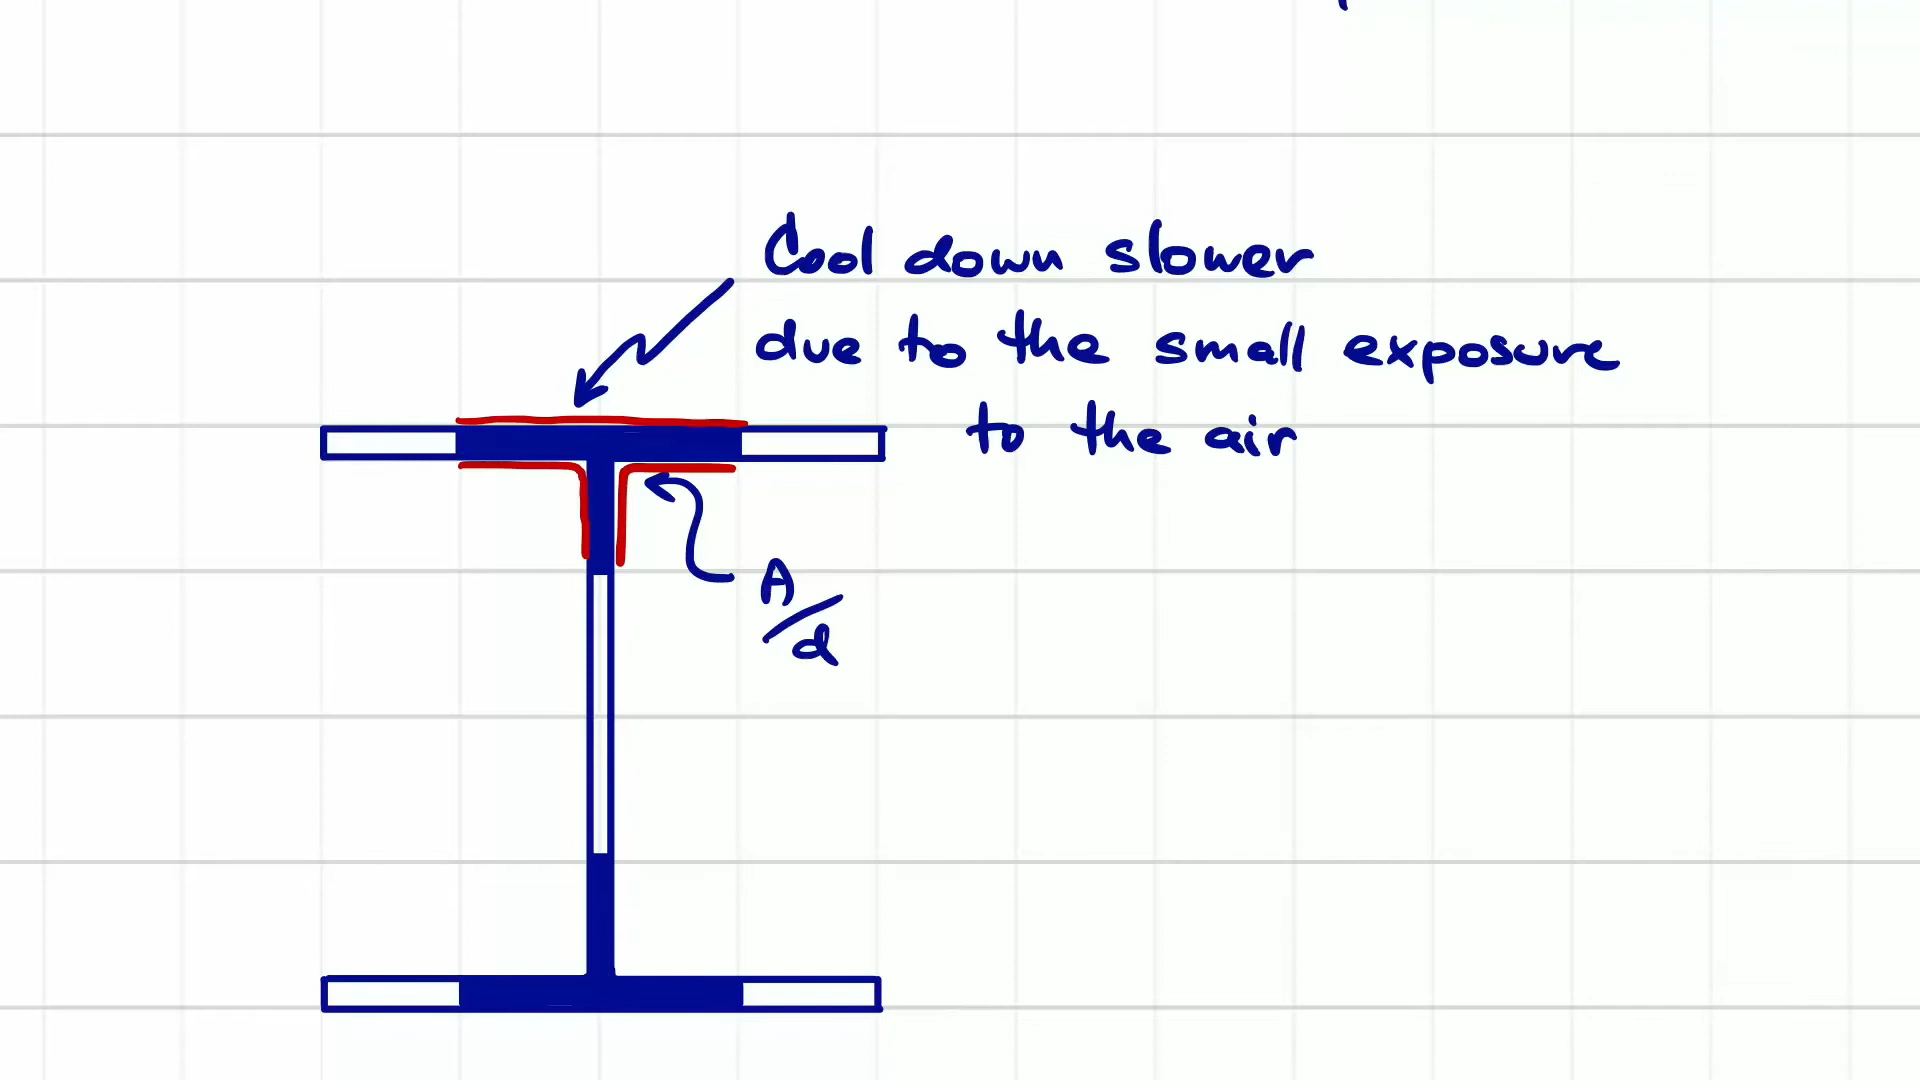 Cool down slower
due to the small exposure
to the air
A/d